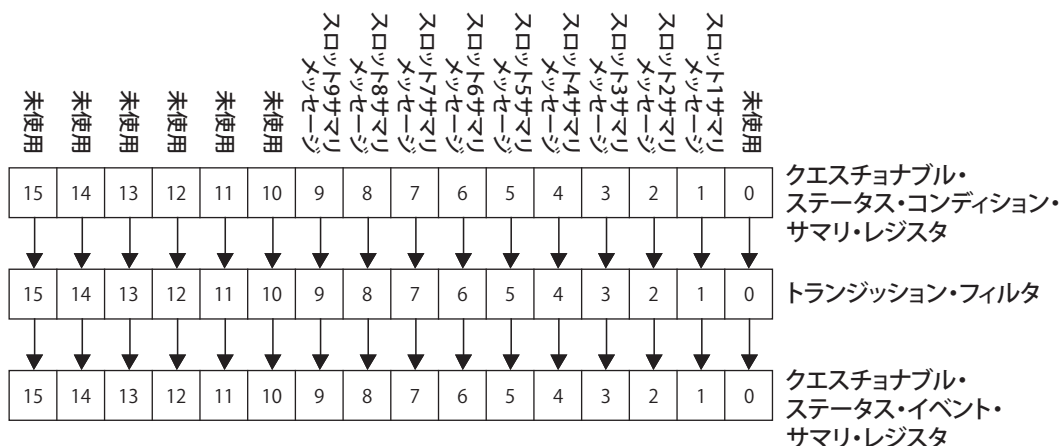 未使用
未使用
未使用
未使用
未使用
未使用
スロット9サマリ
メッセージ
スロット8サマリ
メッセージ
スロット7サマリ
メッセージ
スロット6サマリ
メッセージ
スロット5サマリ
メッセージ
スロット4サマリ
メッセージ
スロット3サマリ
メッセージ
スロット2サマリ
メッセージ
スロット1サマリ
メッセージ
未使用
15 14 13 12 11 10 9 8 7 6 5 4 3 2 1 0
クエスチョナブル・
ステータス・コンディション・
サマリ・レジスタ
15 14 13 12 11 10 9 8 7 6 5 4 3 2 1 0
トランジッション・フィルタ
15 14 13 12 11 10 9 8 7 6 5 4 3 2 1 0
クエスチョナブル・
ステータス・イベント・
サマリ・レジスタ